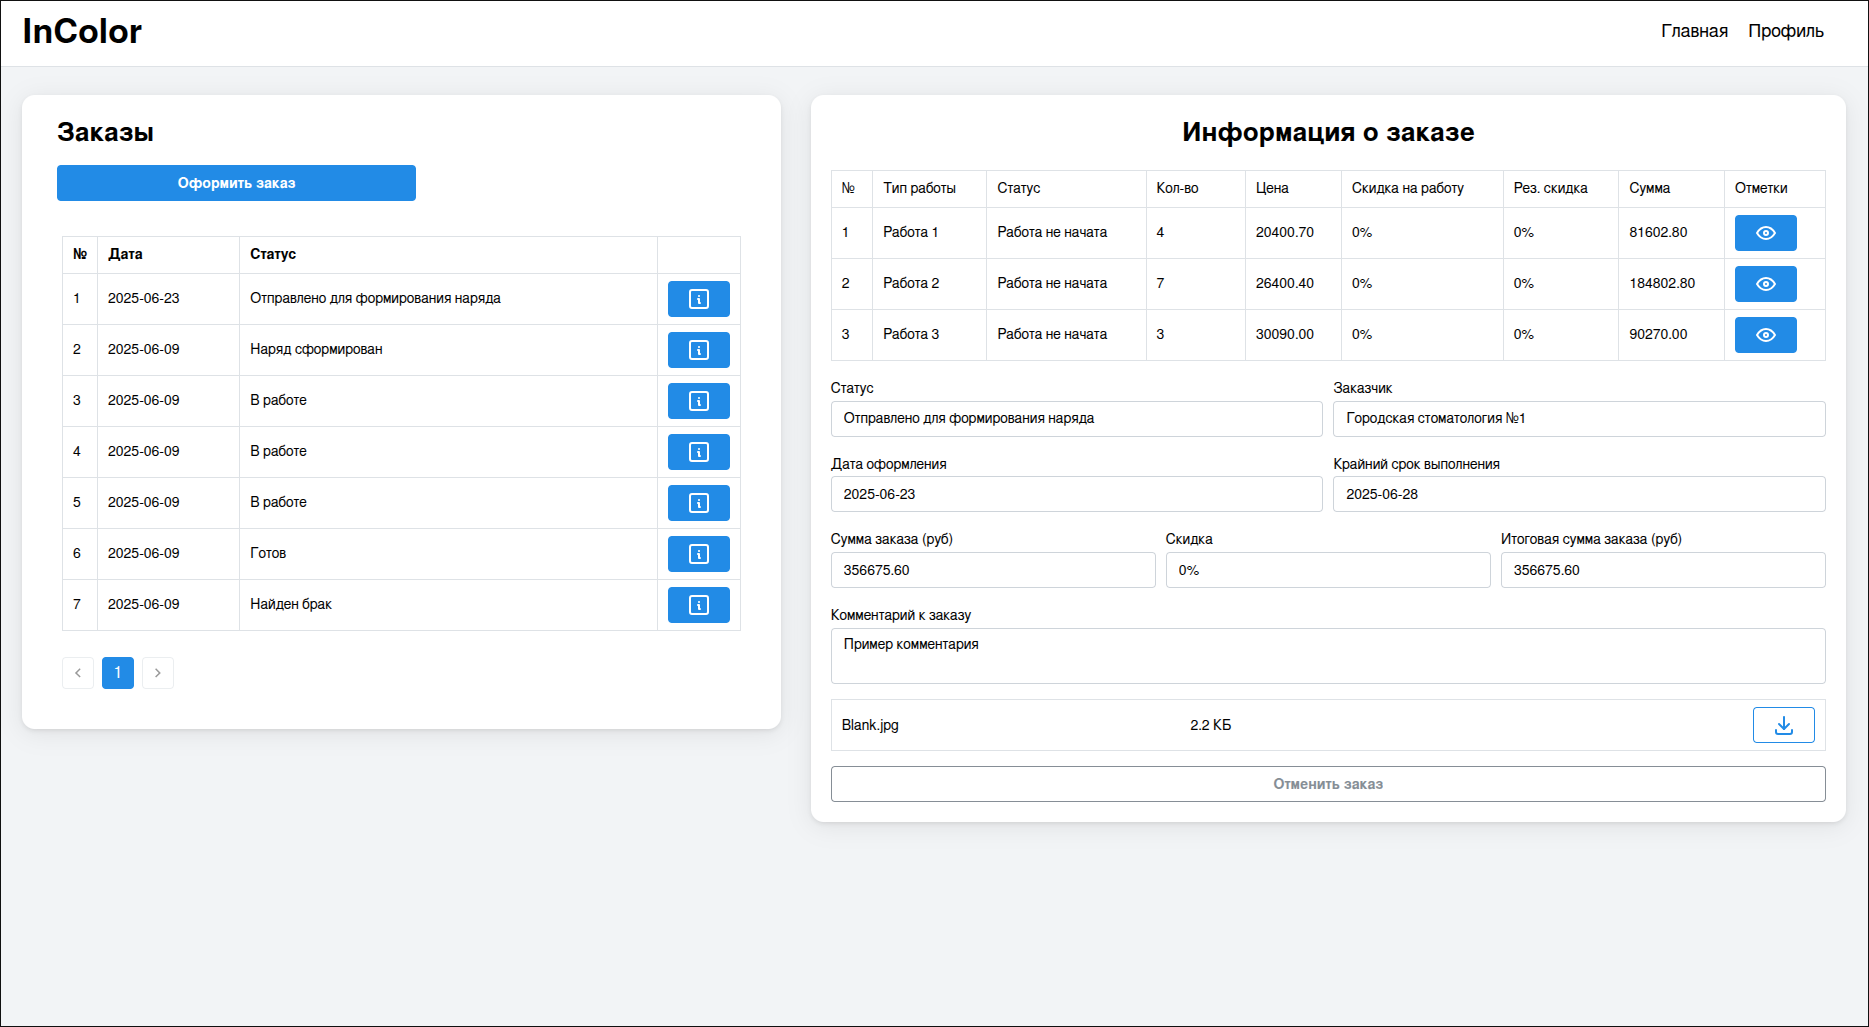 InColor
Главная Профиль
Заказы
Оформить заказ
№ Дата Статус
1 2025-06-23 Отправлено для формирования наряда
2 2025-06-09 Наряд сформирован
3 2025-06-09 В работе
4 2025-06-09 В работе
5 2025-06-09 В работе
6 2025-06-09 Готов
7 2025-06-09 Найден брак
1
Информация о заказе
№ Тип работы Статус Кол-во Цена Скидка на работу Рез. скидка Сумма Отметки
1 Работа 1 Работа не начата 4 20400.70 0% 0% 81602.80
2 Работа 2 Работа не начата 7 26400.40 0% 0% 184802.80
3 Работа 3 Работа не начата 3 30090.00 0% 0% 90270.00
Статус Заказчик
Отправлено для формирования наряда Городская стоматология №1
Дата оформления Крайний срок выполнения
2025-06-23 2025-06-28
Сумма заказа (руб) Скидка Итоговая сумма заказа (руб)
356675.60 0% 356675.60
Комментарий к заказу
Пример комментария
Blank.jpg 2.2 КБ
Отменить заказ